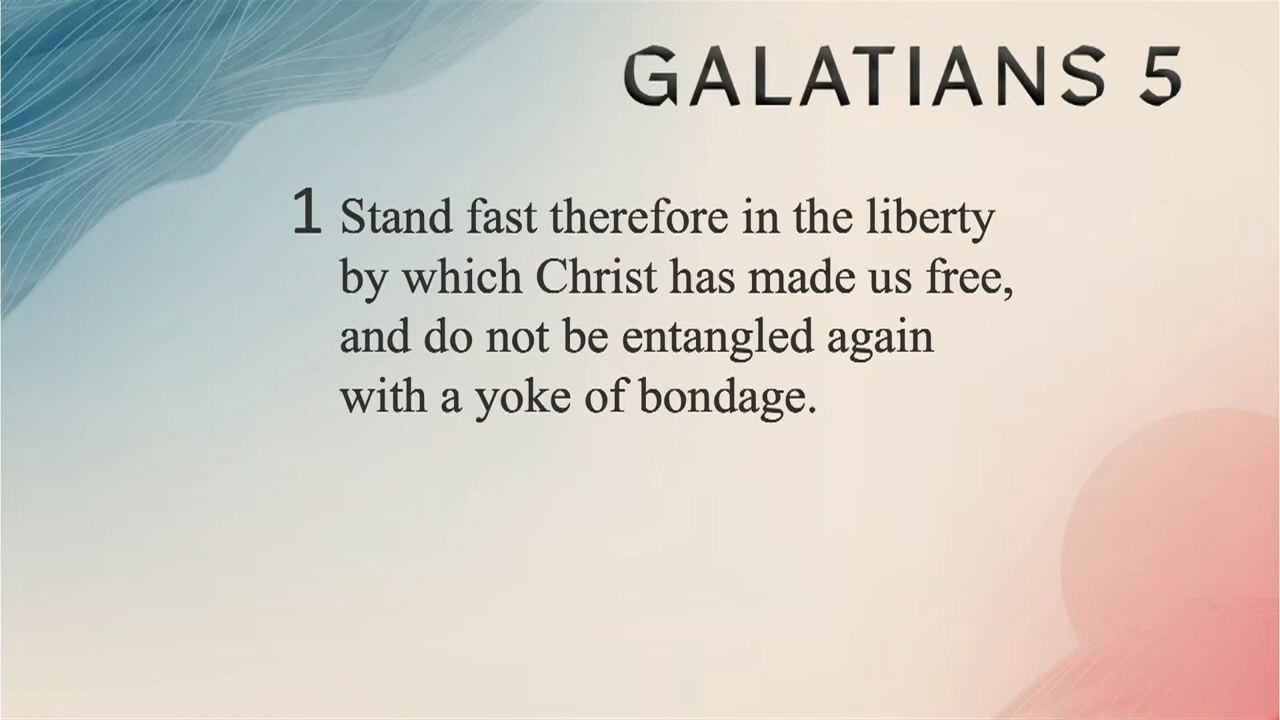 GALATIANS 5
1 Stand fast therefore in the liberty
by which Christ has made us free,
and do not be entangled again
with a yoke of bondage.